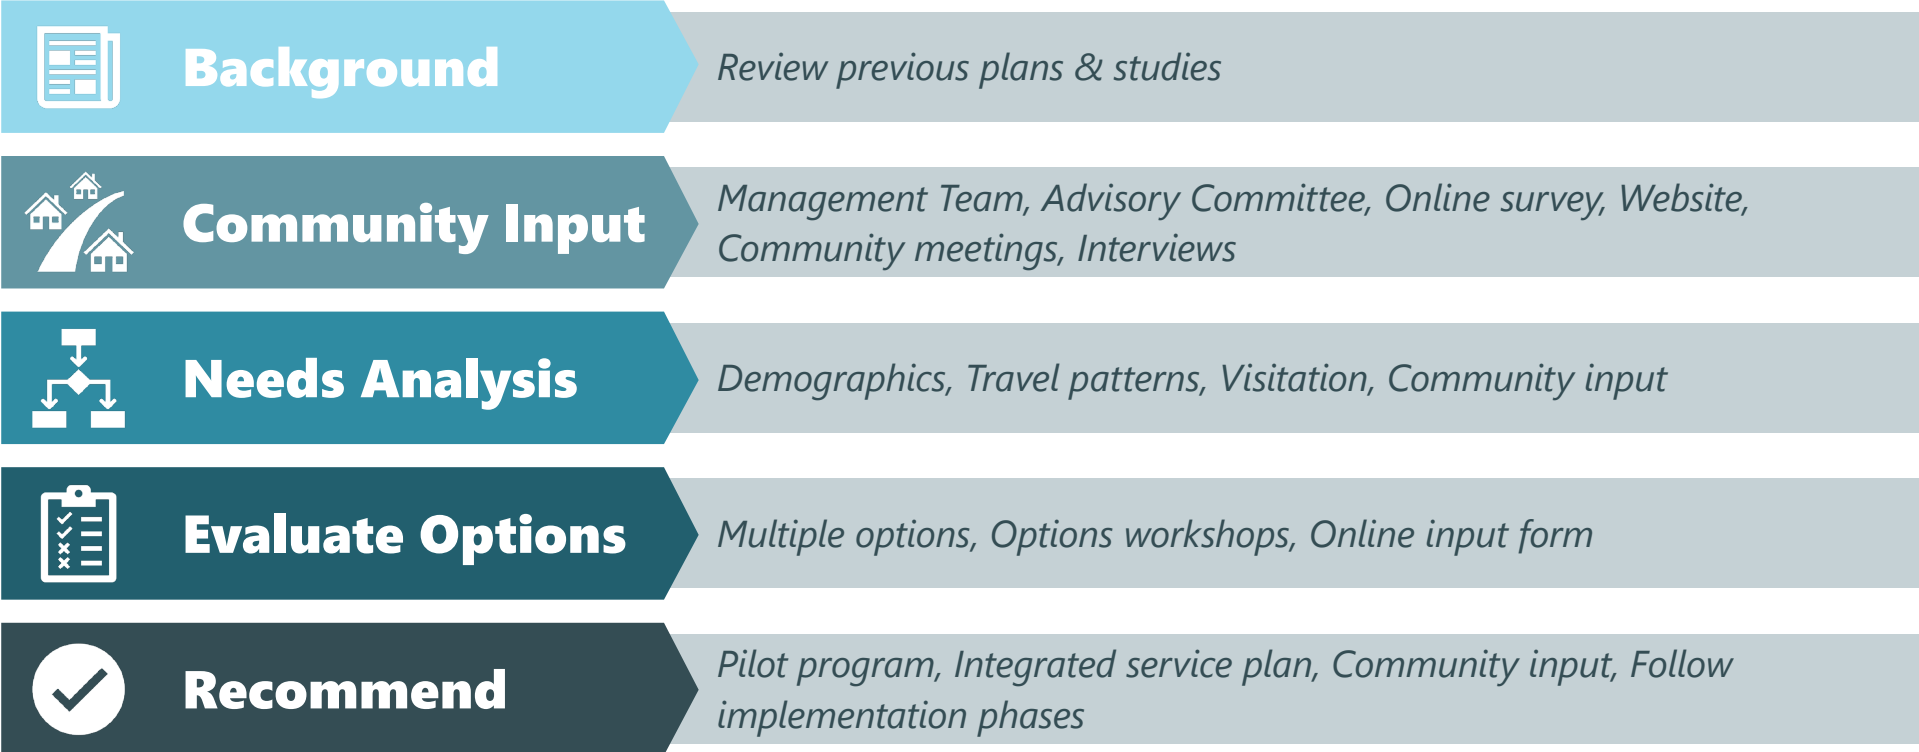 Background
Review previous plans & studies
Community Input
Management Team, Advisory Committee, Online survey, Website,
Community meetings, Interviews
Needs Analysis
Demographics, Travel patterns, Visitation, Community input
Evaluate Options
Multiple options, Options workshops, Online input form
Recommend
Pilot program, Integrated service plan, Community input, Follow
implementation phases